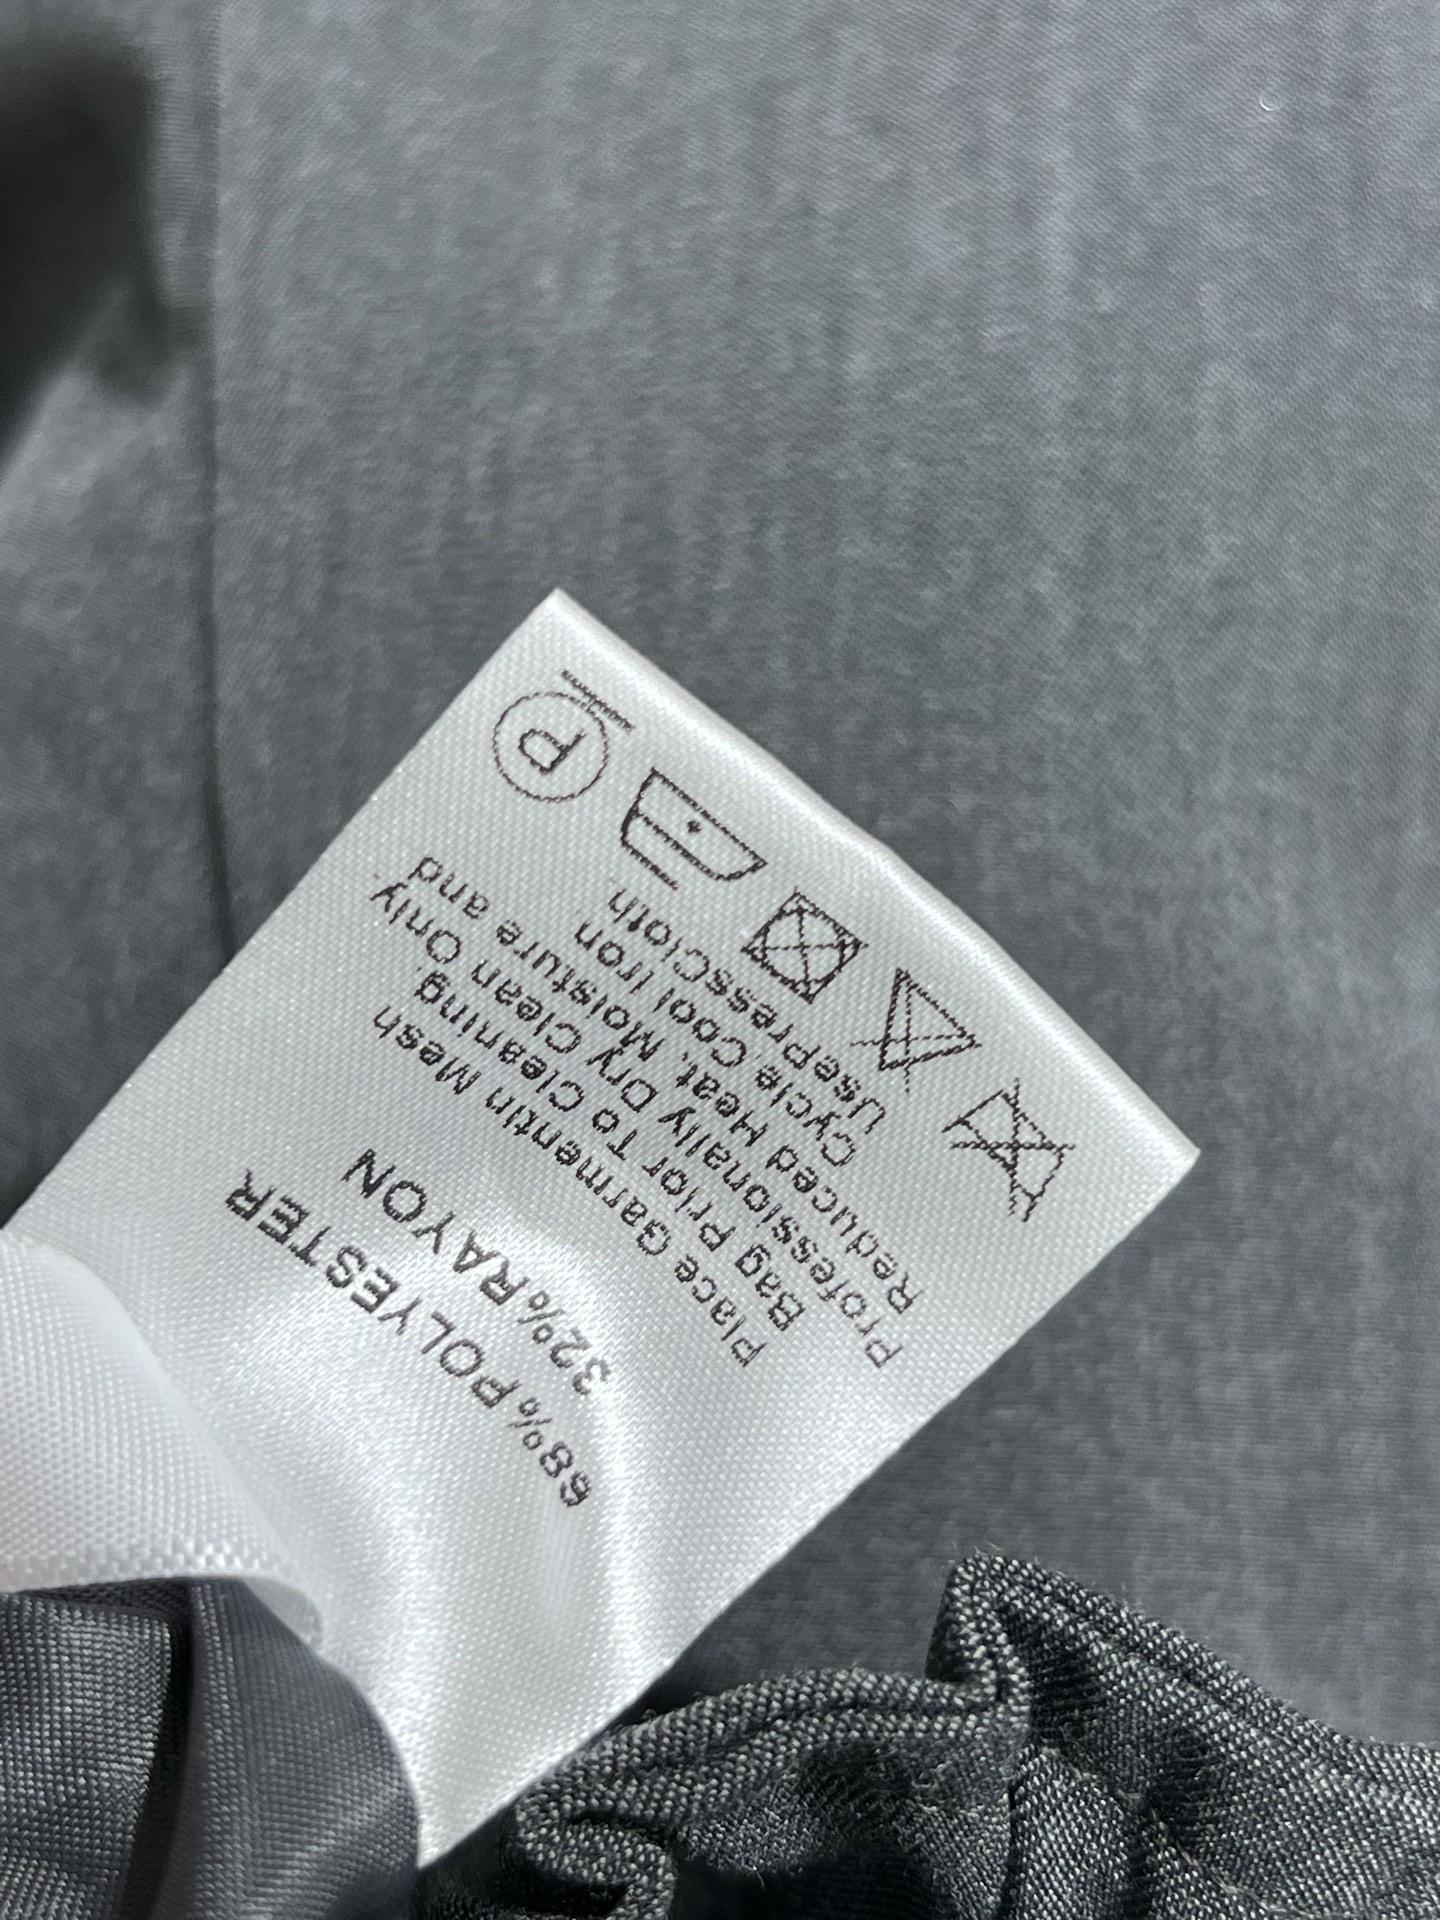 68%POLYESTER
32%RAYON
Place Garmentin Mesh
Bag Prior To Cleaning.
Professionally Dry Clean Only.
Reduced Heat, Moisture and
Cycle.Cool Iron.
UsePressCloth.
P